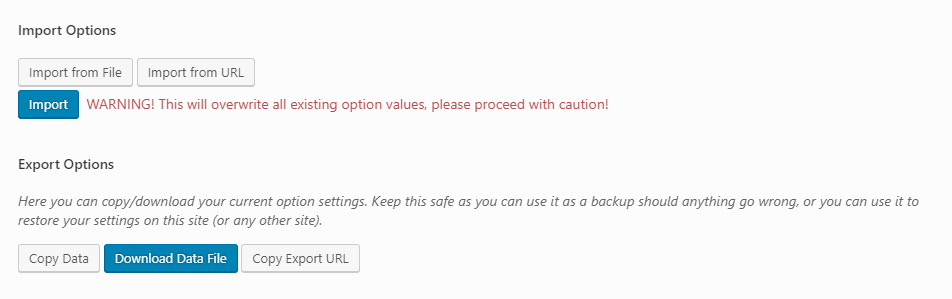 Import Options
Import from File Import from URL
Import WARNING! This will overwrite all existing option values, please proceed with caution!
Export Options
Here you can copy/download your current option settings. Keep this safe as you can use it as a backup should anything go wrong, or you can use it to
restore your settings on this site (or any other site).
Copy Data Download Data File Copy Export URL